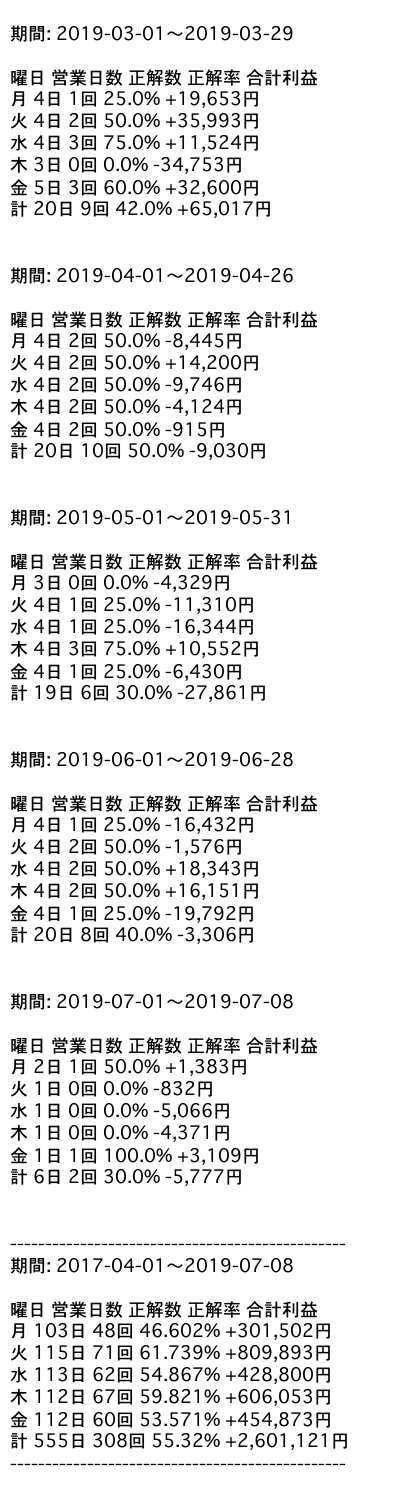 期間: 2019-03-01〜2019-03-29
曜日 営業日数 正解数 正解率 合計利益
月 4日 1回 25.0% +19,653円
火 4日 2回 50.0% +35,993円
水 4日 3回 75.0% +11,524円
木 3日 0回 0.0% -34,753円
金 5日 3回 60.0% +32,600円
計 20日 9回 42.0% +65,017円
期間: 2019-04-01〜2019-04-26
曜日 営業日数 正解数 正解率 合計利益
月 4日 2回 50.0% -8,445円
火 4日 2回 50.0% +14,200円
水 4日 2回 50.0% -9,746円
木 4日 2回 50.0% -4,124円
金 4日 2回 50.0% -915円
計 20日 10回 50.0% -9,030円
期間: 2019-05-01〜2019-05-31
曜日 営業日数 正解数 正解率 合計利益
月 3日 0回 0.0% -4,329円
火 4日 1回 25.0% -11,310円
水 4日 1回 25.0% -16,344円
木 4日 3回 75.0% +10,552円
金 4日 1回 25.0% -6,430円
計 19日 6回 30.0% -27,861円
期間: 2019-06-01〜2019-06-28
曜日 営業日数 正解数 正解率 合計利益
月 4日 1回 25.0% -16,432円
火 4日 2回 50.0% -1,576円
水 4日 2回 50.0% +18,343円
木 4日 2回 50.0% +16,151円
金 4日 1回 25.0% -19,792円
計 20日 8回 40.0% -3,306円
期間: 2019-07-01〜2019-07-08
曜日 営業日数 正解数 正解率 合計利益
月 2日 1回 50.0% +1,383円
火 1日 0回 0.0% -832円
水 1日 0回 0.0% -5,066円
木 1日 0回 0.0% -4,371円
金 1日 1回 100.0% +3,109円
計 6日 2回 30.0% -5,777円
------------------------------------------------
期間: 2017-04-01〜2019-07-08
曜日 営業日数 正解数 正解率 合計利益
月 103日 48回 46.602% +301,502円
火 115日 71回 61.739% +809,893円
水 113日 62回 54.867% +428,800円
木 112日 67回 59.821% +606,053円
金 112日 60回 53.571% +454,873円
計 555日 308回 55.32% +2,601,121円
------------------------------------------------